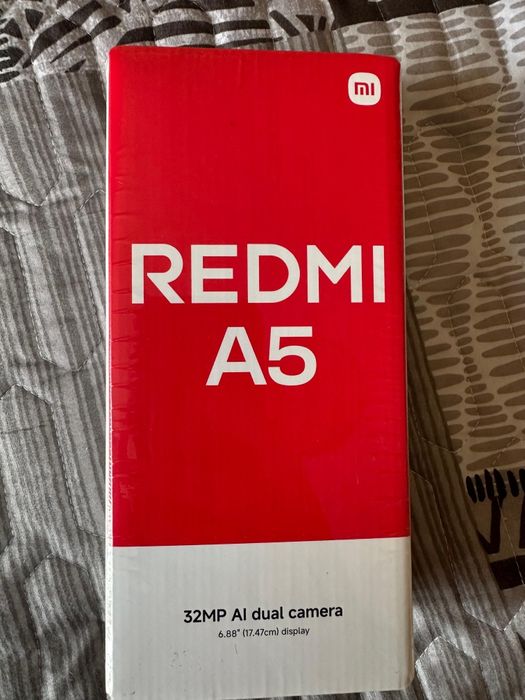 mi
REDMI
A5
32MP AI dual camera
6.88" (17.47cm) display